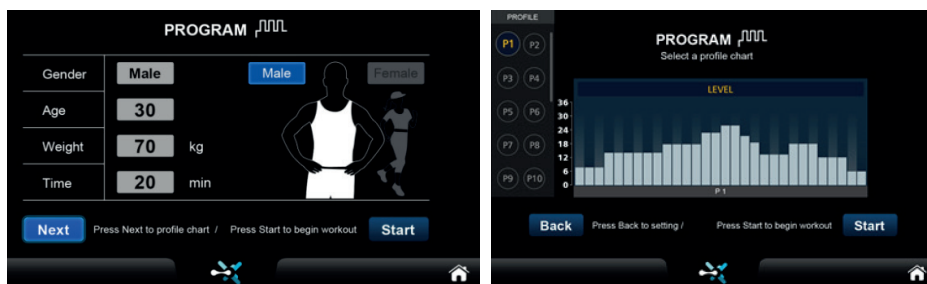 PROGRAM
Gender Male Male Female
Age 30
Weight 70 kg
Time 20 min
Next Press Next to profile chart / Press Start to begin workout Start
PROFILE
P1 P2
P3 P4
P5 P6
P7 P8
P9 P10
PROGRAM
Select a profile chart
LEVEL
36
30
24
18
12
6
0
P 1
Back Press Back to setting / Press Start to begin workout Start